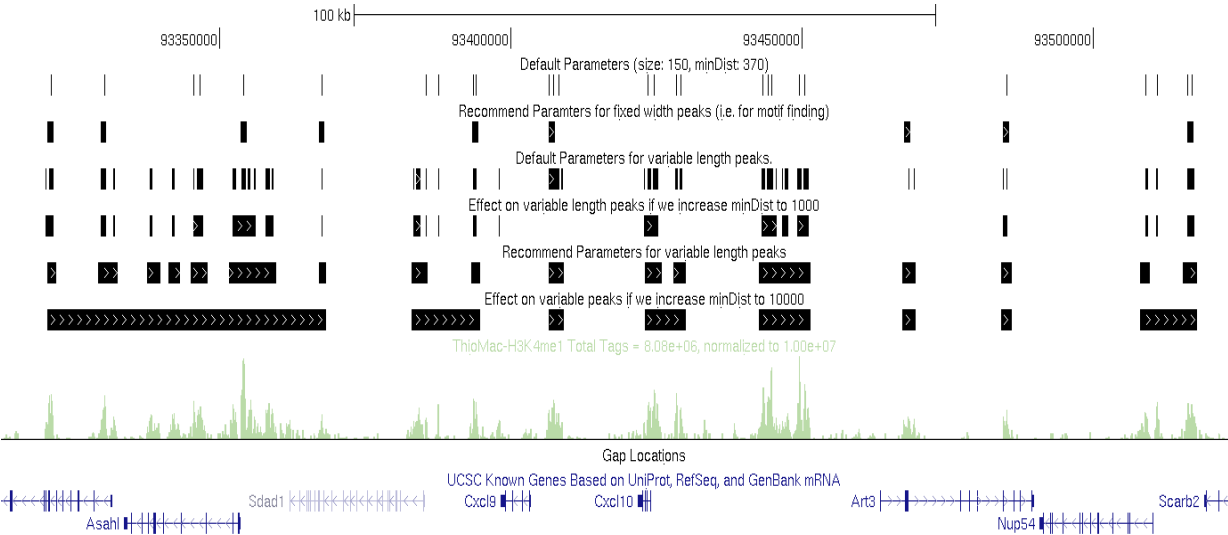 100 kb
93350000 93400000 93450000 93500000
Default Parameters (size: 150, minDist: 370)
Recommend Paramters for fixed width peaks (i.e. for motif finding)
Default Parameters for variable length peaks.
Effect on variable length peaks if we increase minDist to 1000
Recommend Parameters for variable length peaks
Effect on variable peaks if we increase minDist to 10000
ThioMac-H3K4me1 Total Tags = 8.08e+06, normalized to 1.00e+07
Gap Locations
UCSC Known Genes Based on UniProt, RefSeq, and GenBank mRNA
Sdad1 Cxcl9 Cxcl10 Art3 Scarb2
Asahl Nup54